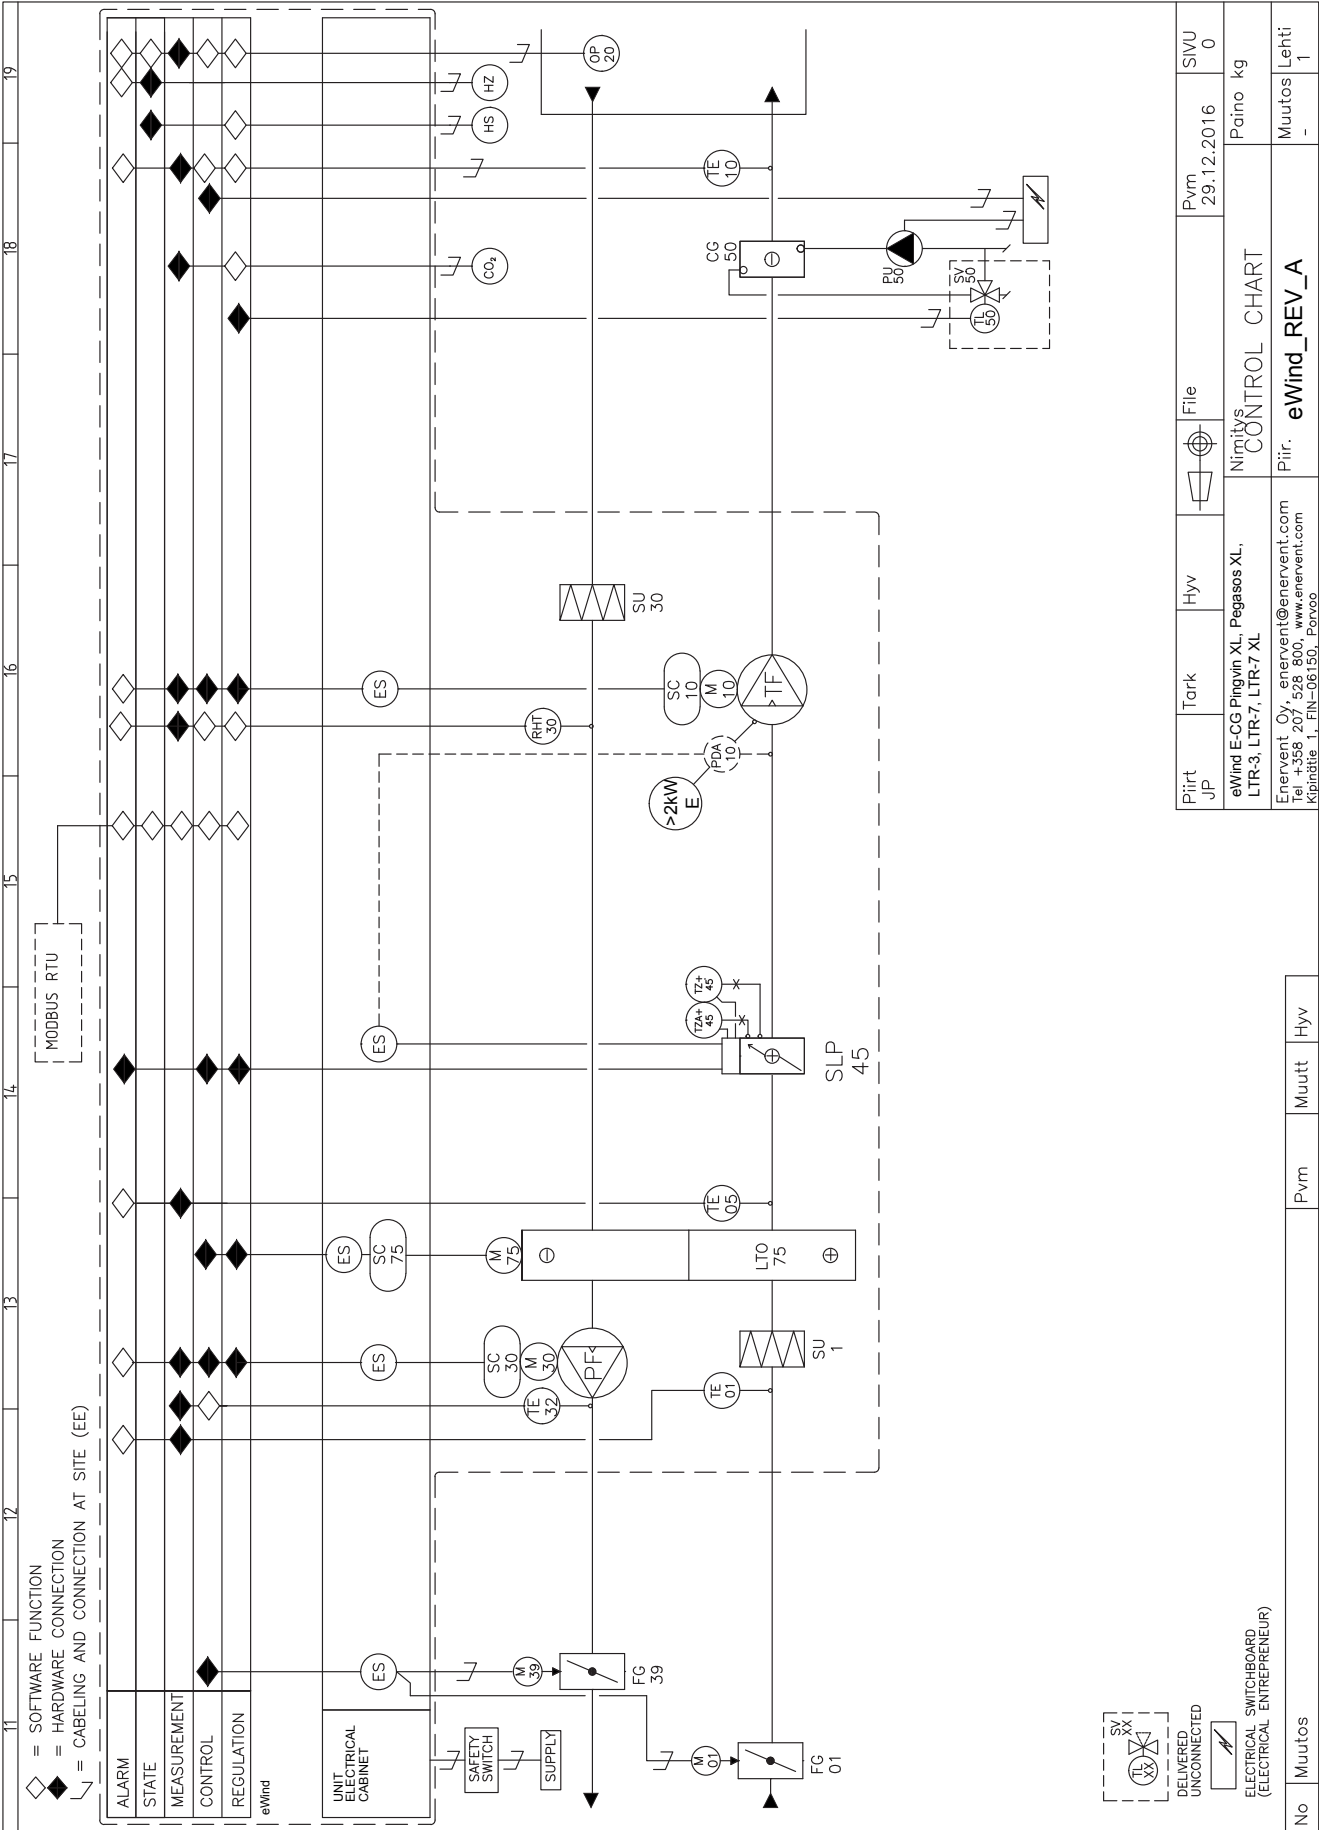 11 12 13 14 15 16 17 18 19
= SOFTWARE FUNCTION
= HARDWARE CONNECTION
= CABELING AND CONNECTION AT SITE (EE)
MODBUS RTU
ALARM
STATE
MEASUREMENT
CONTROL
REGULATION
eWind
UNIT
ELECTRICAL
CABINET
SAFETY
SWITCH
SUPPLY
ES
M
39
FG
39
M
01
FG
01
TE
32
ES
SC
30
M
30
PF
TE
01
SU
1
ES
SC
75
M
75
LTO
75
TE
05
ES
TZA+
45
TZ+
45
SLP
45
>2kW
E
PDA
10
RHT
30
ES
SC
10
M
10
TF
SU
30
TL
50
SV
50
PU
50
CG
50
CO₂
TE
10
HS
HZ
OP
20
TL
XX
SV
XX
DELIVERED
UNCONNECTED
ELECTRICAL SWITCHBOARD
(ELECTRICAL ENTREPRENEUR)
No Muutos Pvm Muutt Hyv
Piirt
JP
Tark
Hyv
File
Pvm
29.12.2016
SIVU
0
eWind E-CG Pingvin XL, Pegasos XL,
LTR-3, LTR-7, LTR-7 XL
Nimitys
CONTROL CHART
Paino kg
Enervent Oy, enervent@enervent.com
Tel +358 207 528 800, www.enervent.com
Kipinätie 1, FIN-06150, Porvoo
Piir. eWind_REV_A
Muutos
-
Lehti
1